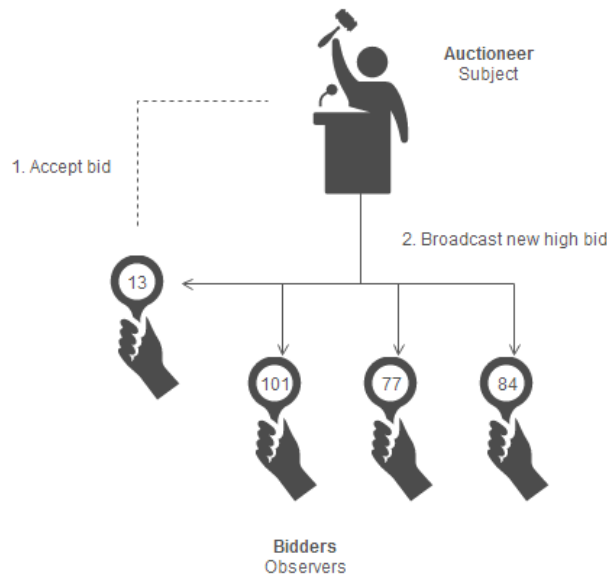 Auctioneer
Subject
1. Accept bid
2. Broadcast new high bid
13
101
77
84
Bidders
Observers